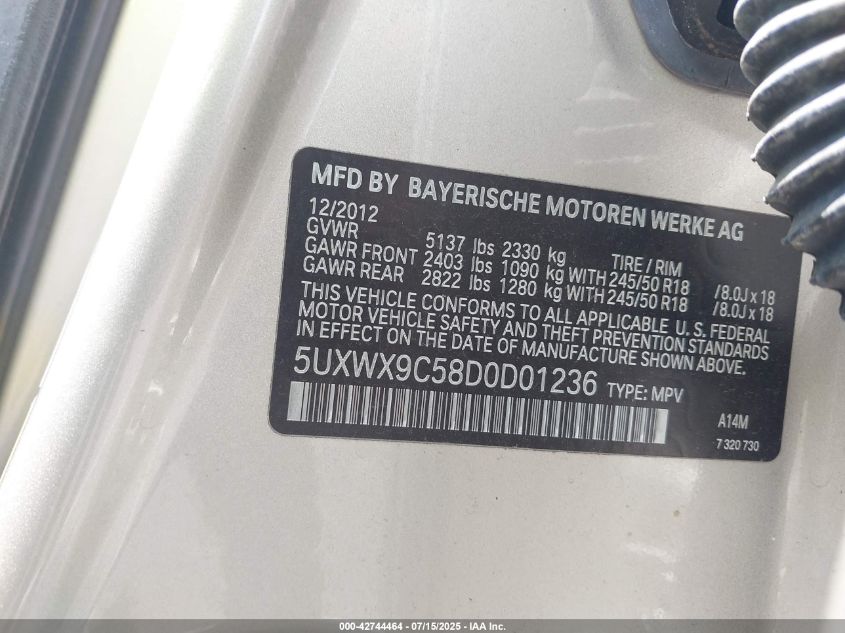 MFD BY BAYERISCHE MOTOREN WERKE AG
12/2012
GVWR 5137 lbs 2330 kg TIRE / RIM
GAWR FRONT 2403 lbs 1090 kg WITH 245/50 R18 /8.0J x 18
GAWR REAR 2822 lbs 1280 kg WITH 245/50 R18 /8.0J x 18
THIS VEHICLE CONFORMS TO ALL APPLICABLE U.S. FEDERAL
MOTOR VEHICLE SAFETY AND THEFT PREVENTION STANDARDS
IN EFFECT ON THE DATE OF MANUFACTURE SHOWN ABOVE.
5UXWX9C58D0D01236 TYPE: MPV
A14M
7 320 730
000-42744464 - 07/15/2025 - IAA Inc.